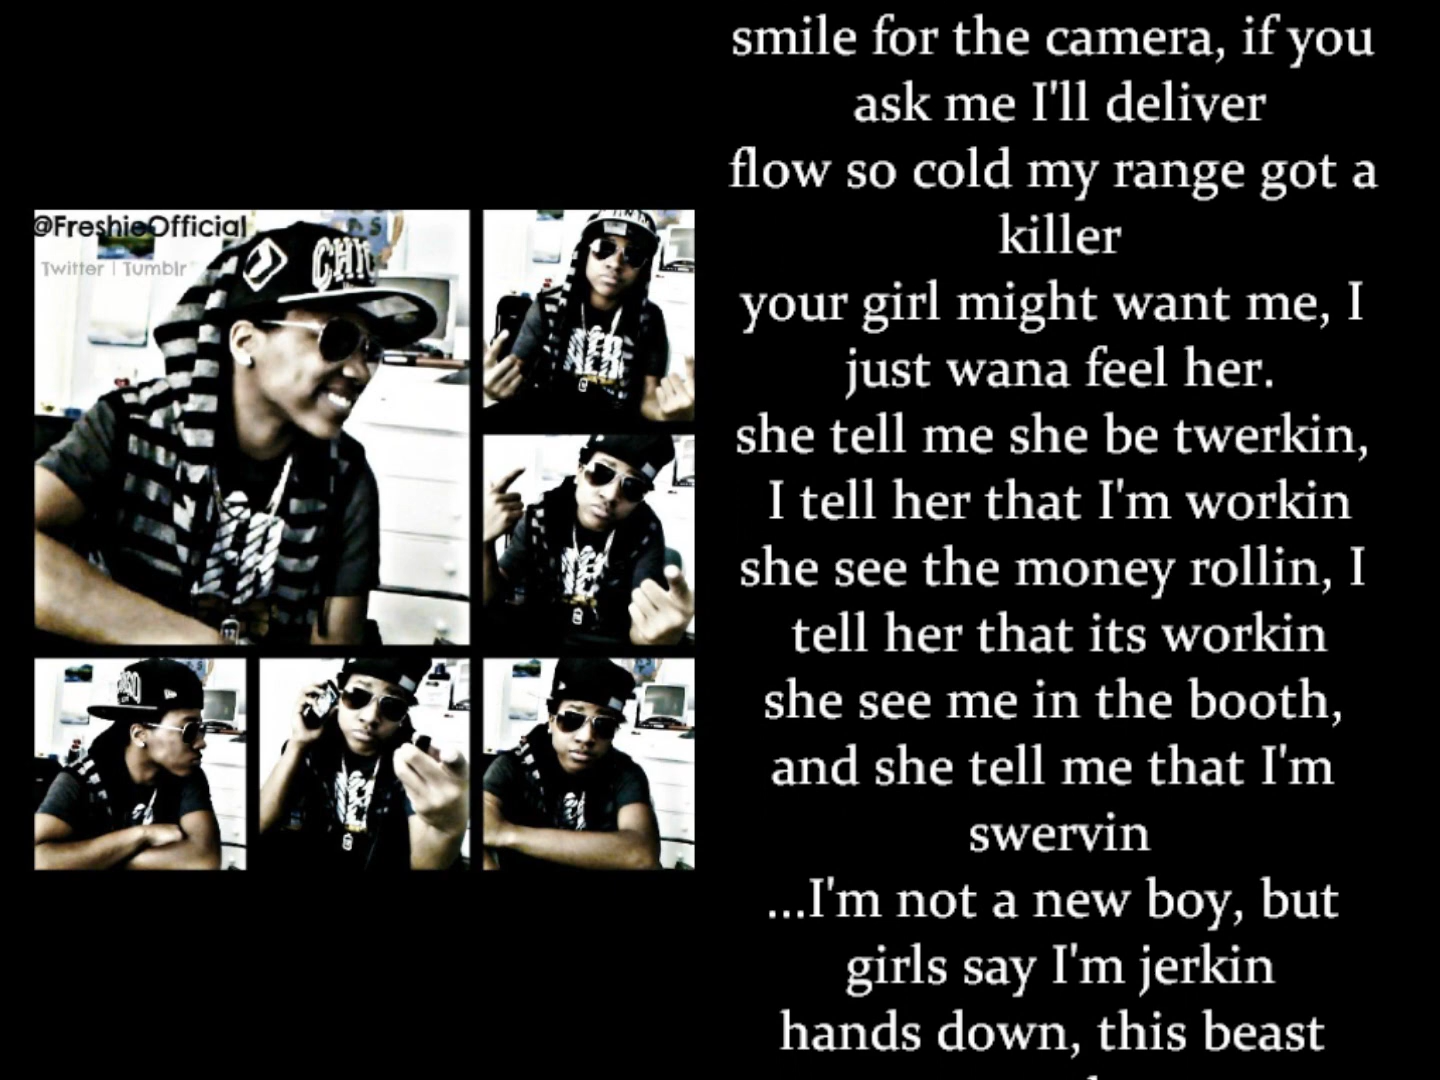 @FreshieOfficial
Twitter | Tumblr
smile for the camera, if you
ask me I'll deliver
flow so cold my range got a
killer
your girl might want me, I
just wana feel her.
she tell me she be twerkin,
I tell her that I'm workin
she see the money rollin, I
tell her that its workin
she see me in the booth,
and she tell me that I'm
swervin
...I'm not a new boy, but
girls say I'm jerkin
hands down, this beast